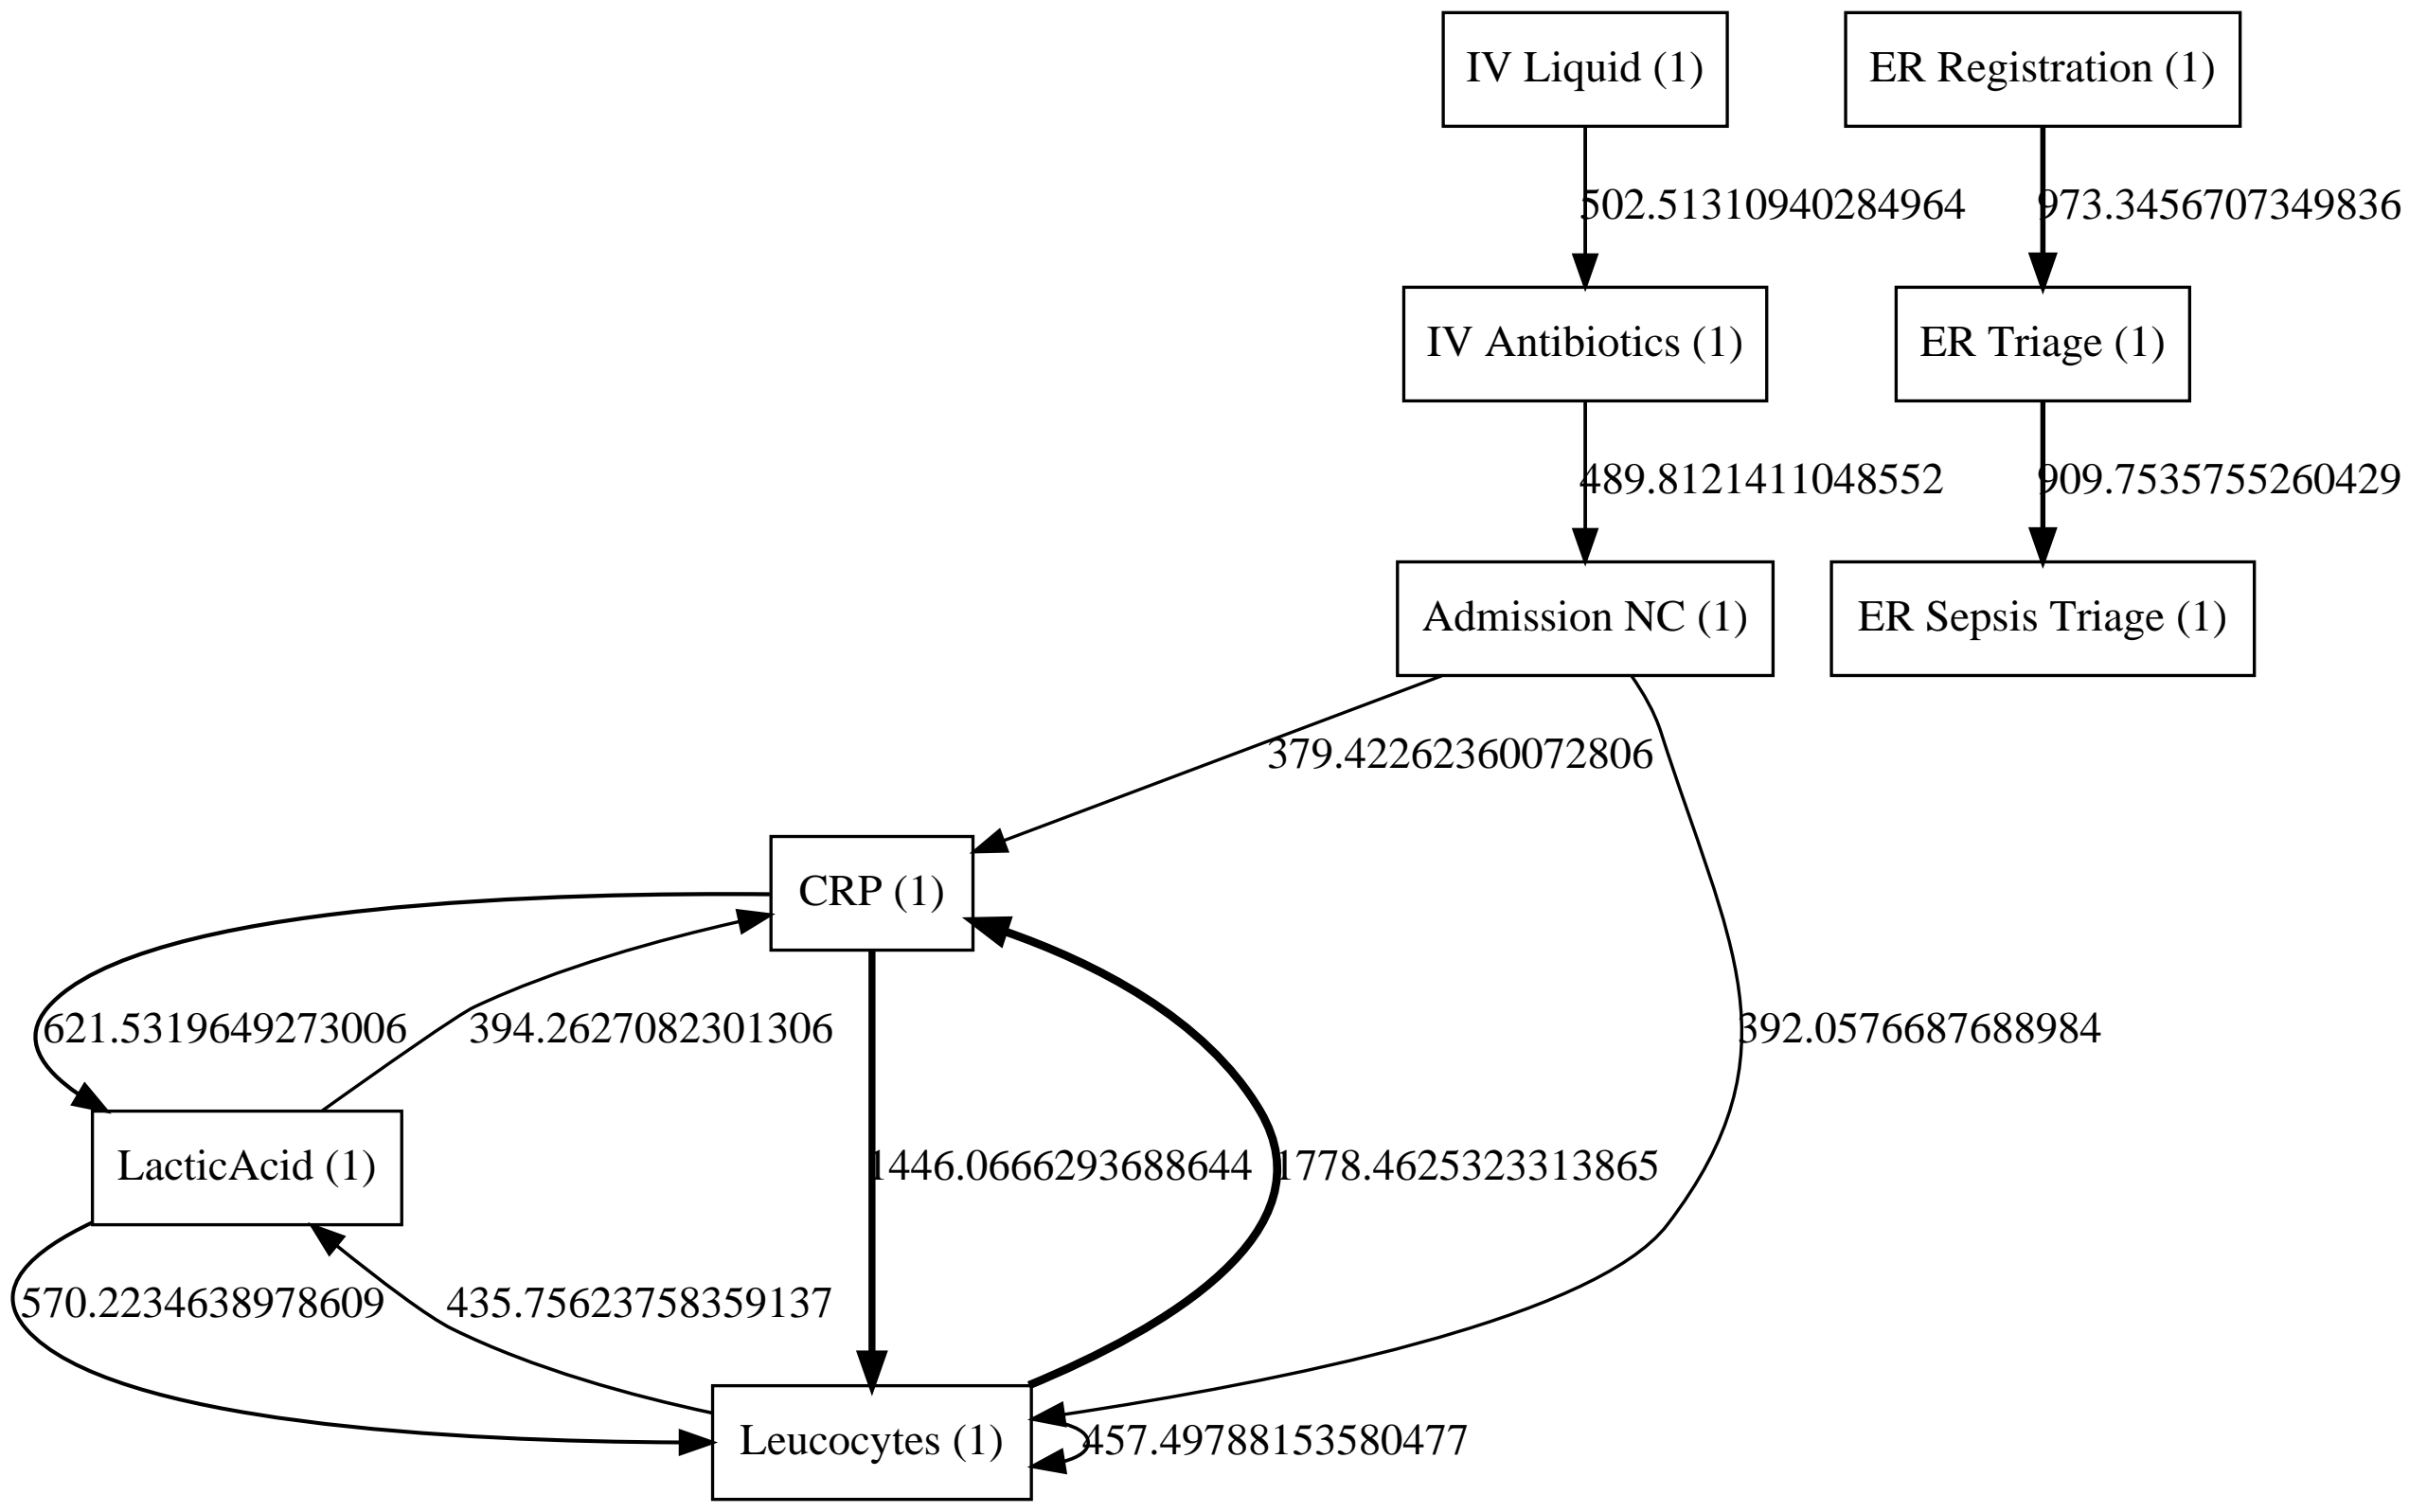 IV Liquid (1)
ER Registration (1)
502.51310940284964
973.3456707349836
IV Antibiotics (1)
ER Triage (1)
489.8121411048552
909.7535755260429
Admission NC (1)
ER Sepsis Triage (1)
379.42262360072806
CRP (1)
621.5319649273006
394.2627082301306
392.0576687688984
LacticAcid (1)
1446.0666293688644
1778.4625323313865
570.2234638978609
435.75623758359137
Leucocytes (1)
457.49788153580477